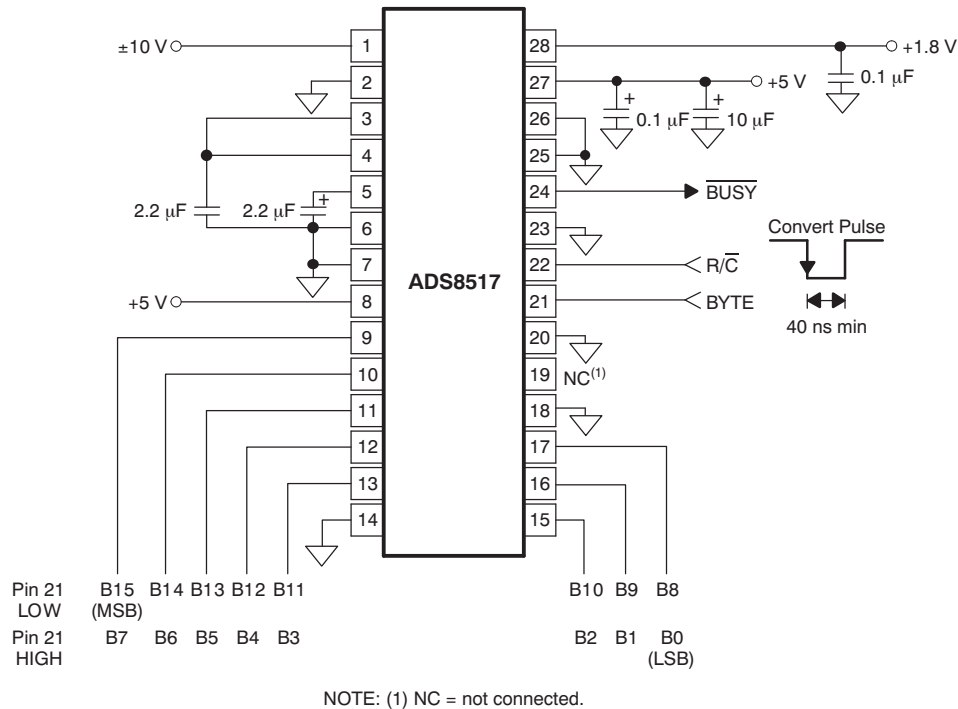 ±10 V
1
2
3
4
5
6
7
8
9
10
11
12
13
14
2.2 μF
2.2 μF
+
+5 V
ADS8517
28
27
26
25
24
23
22
21
20
19
18
17
16
15
+1.8 V
0.1 μF
+5 V
+
0.1 μF
+
10 μF
BUSY
R/C
BYTE
NC(1)
Convert Pulse
40 ns min
Pin 21 LOW B15 (MSB) B14 B13 B12 B11 B10 B9 B8
Pin 21 HIGH B7 B6 B5 B4 B3 B2 B1 B0 (LSB)
NOTE: (1) NC = not connected.